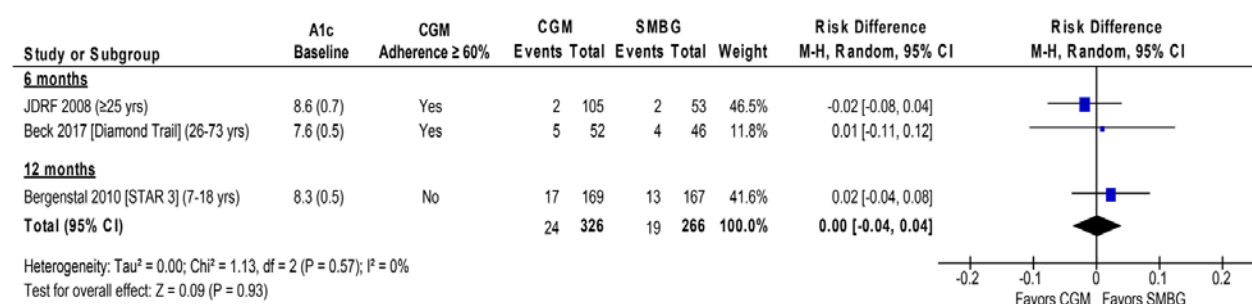 A1c CGM CGM SMBG Risk Difference Risk Difference
Study or Subgroup Baseline Adherence ≥ 60% Events Total Events Total Weight M-H, Random, 95% CI M-H, Random, 95% CI
6 months
JDRF 2008 (≥25 yrs) 8.6 (0.7) Yes 2 105 2 53 46.5% -0.02 [-0.08, 0.04]
Beck 2017 [Diamond Trail] (26-73 yrs) 7.6 (0.5) Yes 5 52 4 46 11.8% 0.01 [-0.11, 0.12]
12 months
Bergenstal 2010 [STAR 3] (7-18 yrs) 8.3 (0.5) No 17 169 13 167 41.6% 0.02 [-0.04, 0.08]
Total (95% CI) 24 326 19 266 100.0% 0.00 [-0.04, 0.04]
Heterogeneity: Tau² = 0.00; Chi² = 1.13, df = 2 (P = 0.57); I² = 0%
Test for overall effect: Z = 0.09 (P = 0.93)
-0.2 -0.1 0 0.1 0.2
Favors CGM Favors SMBG